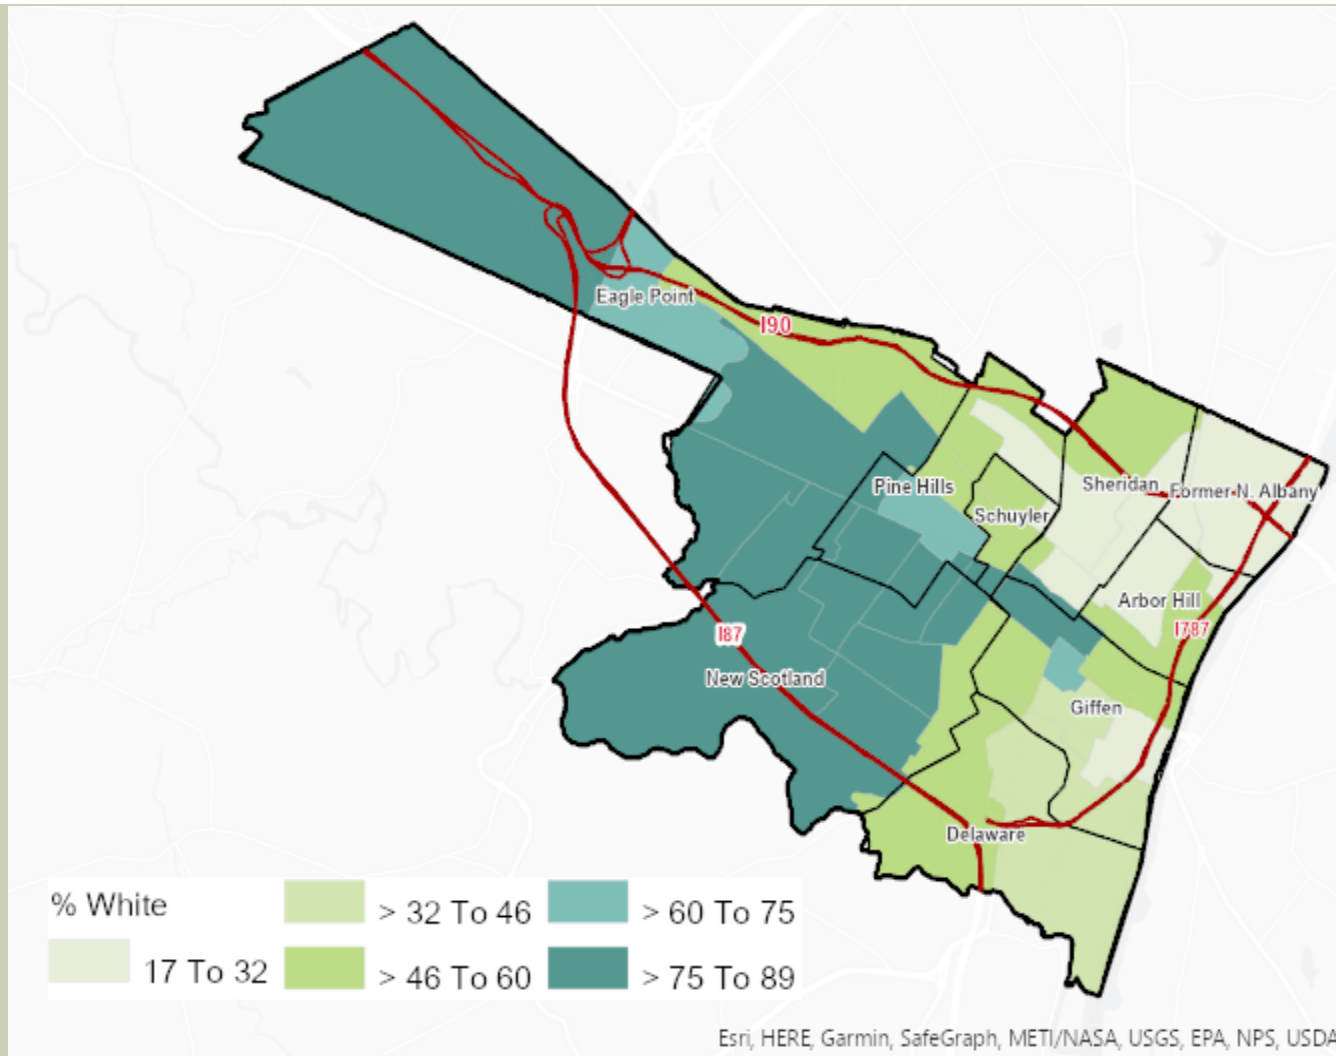 Eagle Point
I90
Pine Hills
Sheridan
Former N. Albany
Schuyler
Arbor Hill
I787
I87
New Scotland
Giffen
Delaware
% White
17 To 32
> 32 To 46
> 46 To 60
> 60 To 75
> 75 To 89
Esri, HERE, Garmin, SafeGraph, METI/NASA, USGS, EPA, NPS, USDA